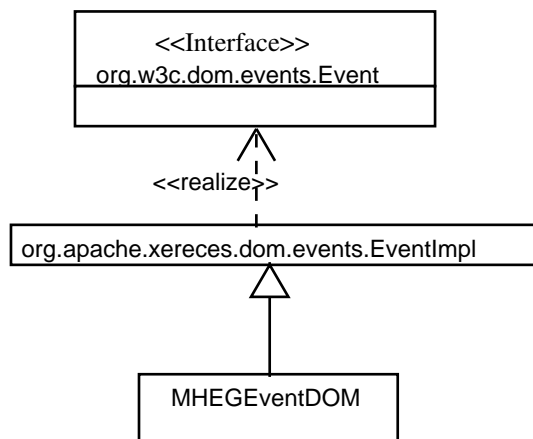 <<Interface>>
org.w3c.dom.events.Event
<<realize>>
org.apache.xereces.dom.events.EventImpl
MHEGEventDOM